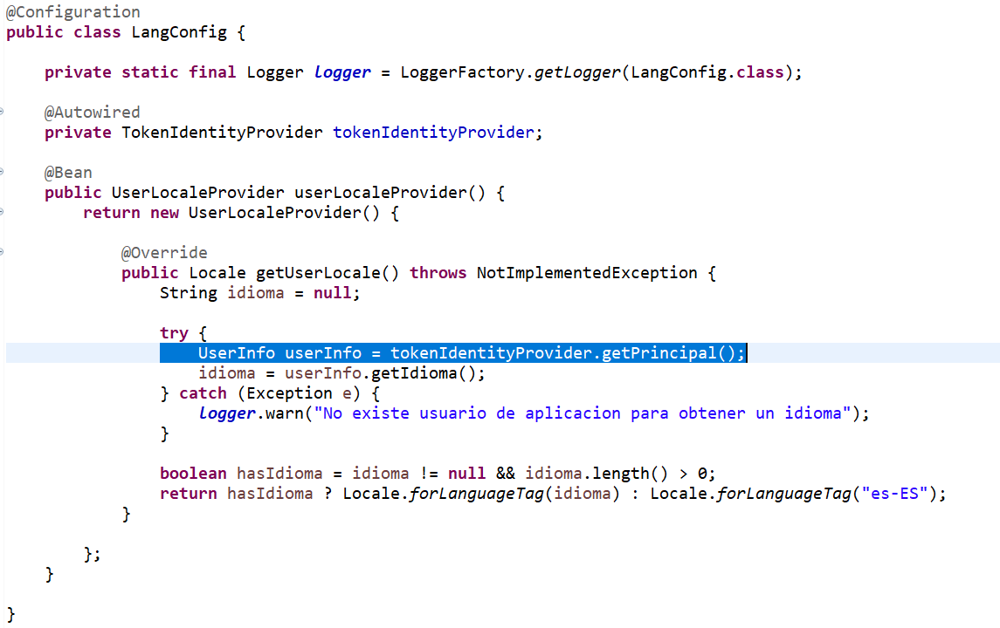 @Configuration
public class LangConfig {
private static final Logger logger = LoggerFactory.getLogger(LangConfig.class);
@Autowired
private TokenIdentityProvider tokenIdentityProvider;
@Bean
public UserLocaleProvider userLocaleProvider() {
return new UserLocaleProvider() {
@Override
public Locale getUserLocale() throws NotImplementedException {
String idioma = null;
try {
UserInfo userInfo = tokenIdentityProvider.getPrincipal();
idioma = userInfo.getIdioma();
} catch (Exception e) {
logger.warn("No existe usuario de aplicacion para obtener un idioma");
}
boolean hasIdioma = idioma != null && idioma.length() > 0;
return hasIdioma ? Locale.forLanguageTag(idioma) : Locale.forLanguageTag("es-ES");
}
};
}
}